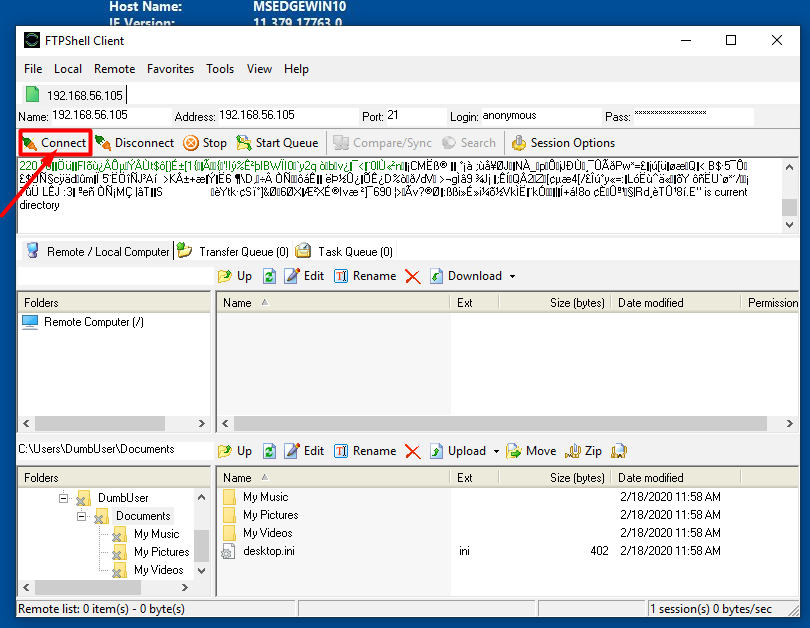 Host Name: MSEDGEWIN10
IE Version: 11.379.17763.0
FTPShell Client
File Local Remote Favorites Tools View Help
192.168.56.105
Name: 192.168.56.105 Address: 192.168.56.105 Port: 21 Login: anonymous Pass: ******************
Connect Disconnect Stop Start Queue Compare/Sync Search Session Options
is current
directory
Remote / Local Computer Transfer Queue (0) Task Queue (0)
Up Edit Rename Download
Folders Name Ext Size (bytes) Date modified Permission
Remote Computer (/)
C:\Users\DumbUser\Documents Up Edit Rename Upload Move Zip
Folders Name Ext Size (bytes) Date modified
DumbUser My Music 2/18/2020 11:58 AM
Documents My Pictures 2/18/2020 11:58 AM
My Music My Videos 2/18/2020 11:58 AM
My Pictures desktop.ini ini 402 2/18/2020 11:58 AM
My Videos
Remote list: 0 item(s) - 0 byte(s) 1 session(s) 0 bytes/sec